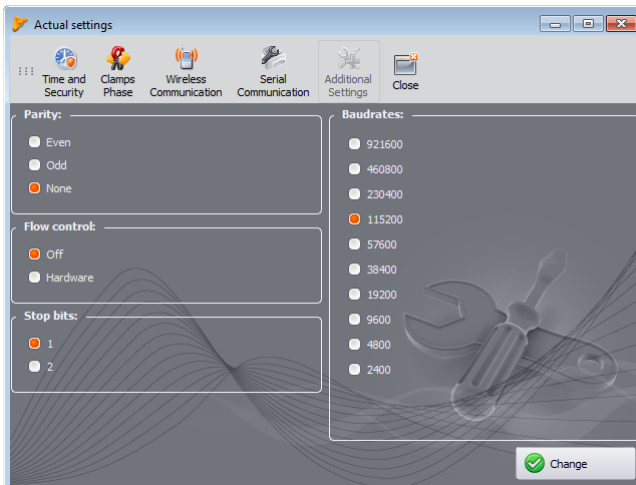 Actual settings
Time and Security
Clamps Phase
Wireless Communication
Serial Communication
Additional Settings
Close
Parity:
Even
Odd
None
Flow control:
Off
Hardware
Stop bits:
1
2
Baudrates:
921600
460800
230400
115200
57600
38400
19200
9600
4800
2400
Change